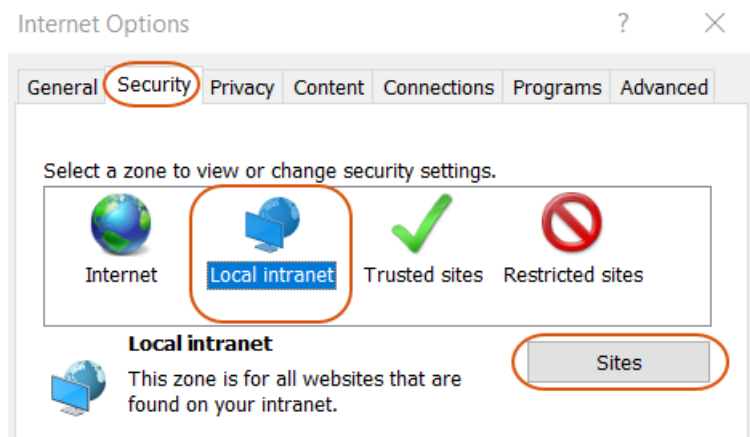 Internet Options ? ×
General Security Privacy Content Connections Programs Advanced
Select a zone to view or change security settings.
Internet Local intranet Trusted sites Restricted sites
Local intranet
Sites
This zone is for all websites that are
found on your intranet.